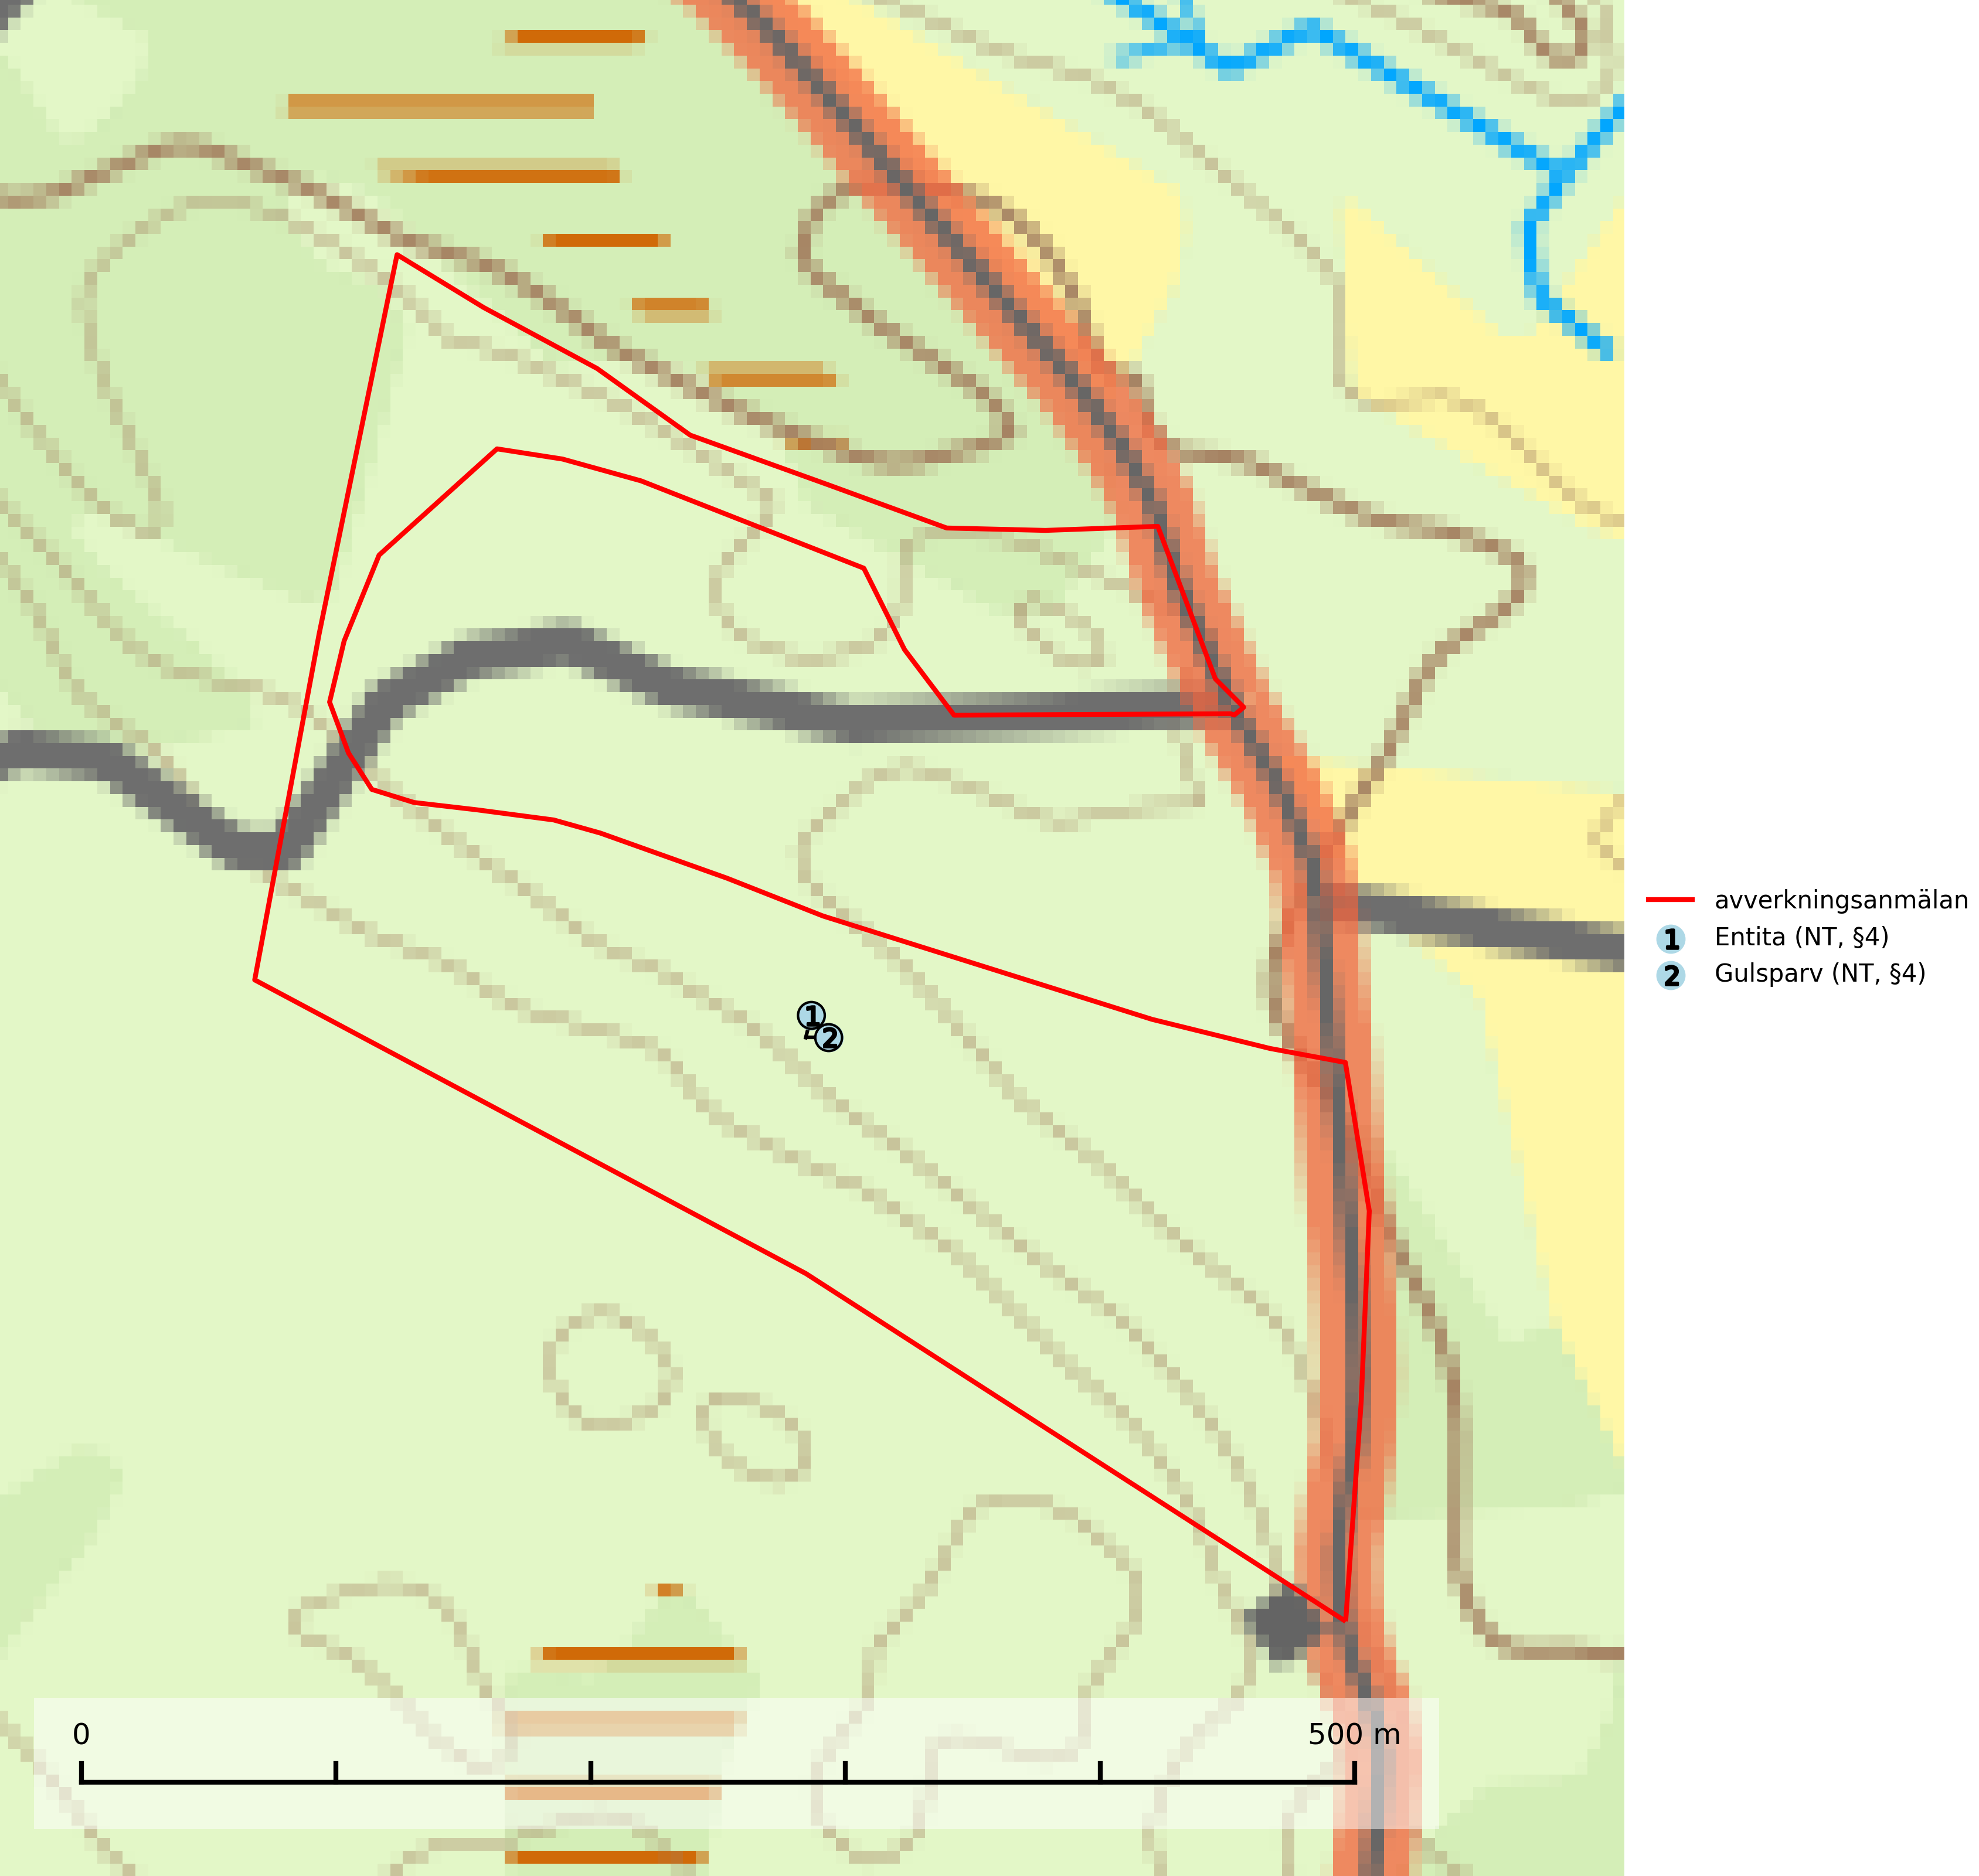 avverkningsanmälan
1 Entita (NT, §4)
2 Gulsparv (NT, §4)
1
2
0 500 m